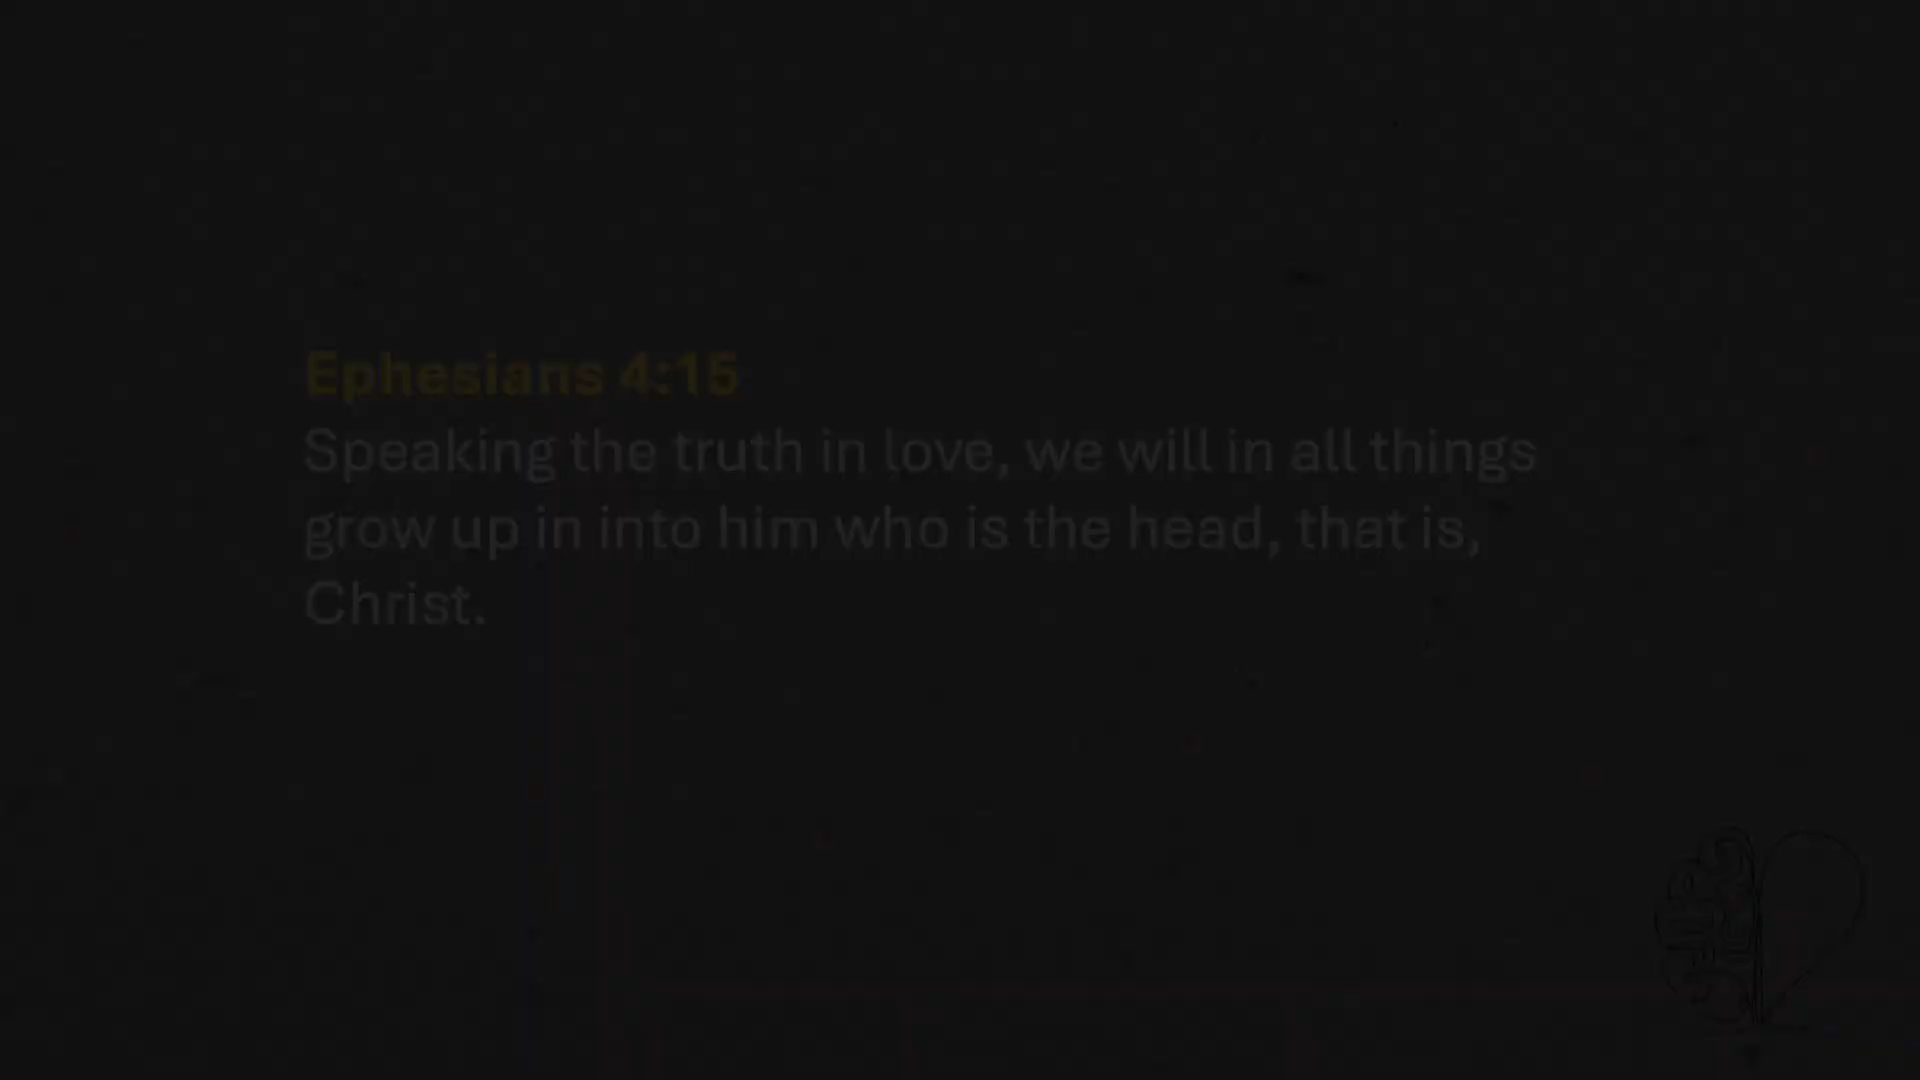 Ephesians 4:15
Speaking the truth in love, we will in all things
grow up in into him who is the head, that is,
Christ.